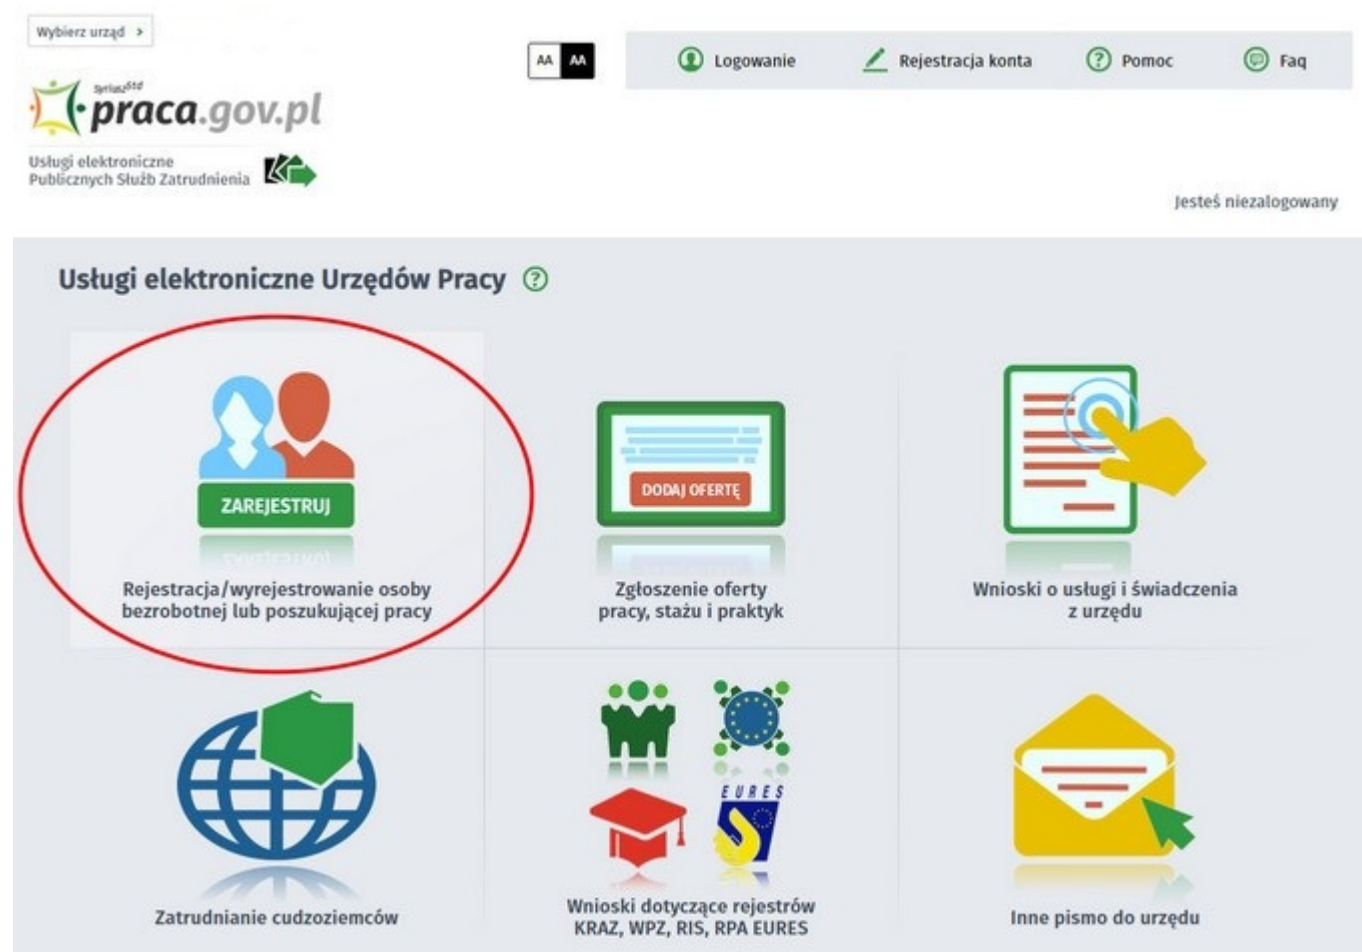 Wybierz urząd >
AA AA
Logowanie
Rejestracja konta
Pomoc
Faq
SyriuszStd
praca.gov.pl
Usługi elektroniczne
Publicznych Służb Zatrudnienia
Jesteś niezalogowany
Usługi elektroniczne Urzędów Pracy ?
ZAREJESTRUJ
Rejestracja/wyrejestrowanie osoby
bezrobotnej lub poszukującej pracy
DODAJ OFERTĘ
Zgłoszenie oferty
pracy, stażu i praktyk
Wnioski o usługi i świadczenia
z urzędu
Zatrudnianie cudzoziemców
EURES
Wnioski dotyczące rejestrów
KRAZ, WPZ, RIS, RPA EURES
Inne pismo do urzędu